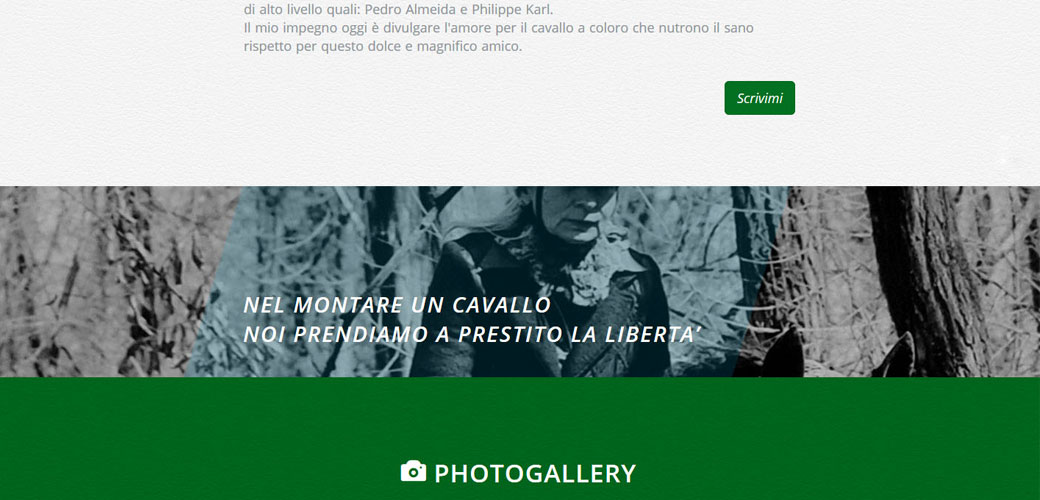 di alto livello quali: Pedro Almeida e Philippe Karl.
Il mio impegno oggi è divulgare l'amore per il cavallo a coloro che nutrono il sano
rispetto per questo dolce e magnifico amico.
Scrivimi
NEL MONTARE UN CAVALLO
NOI PRENDIAMO A PRESTITO LA LIBERTA’
PHOTOGALLERY